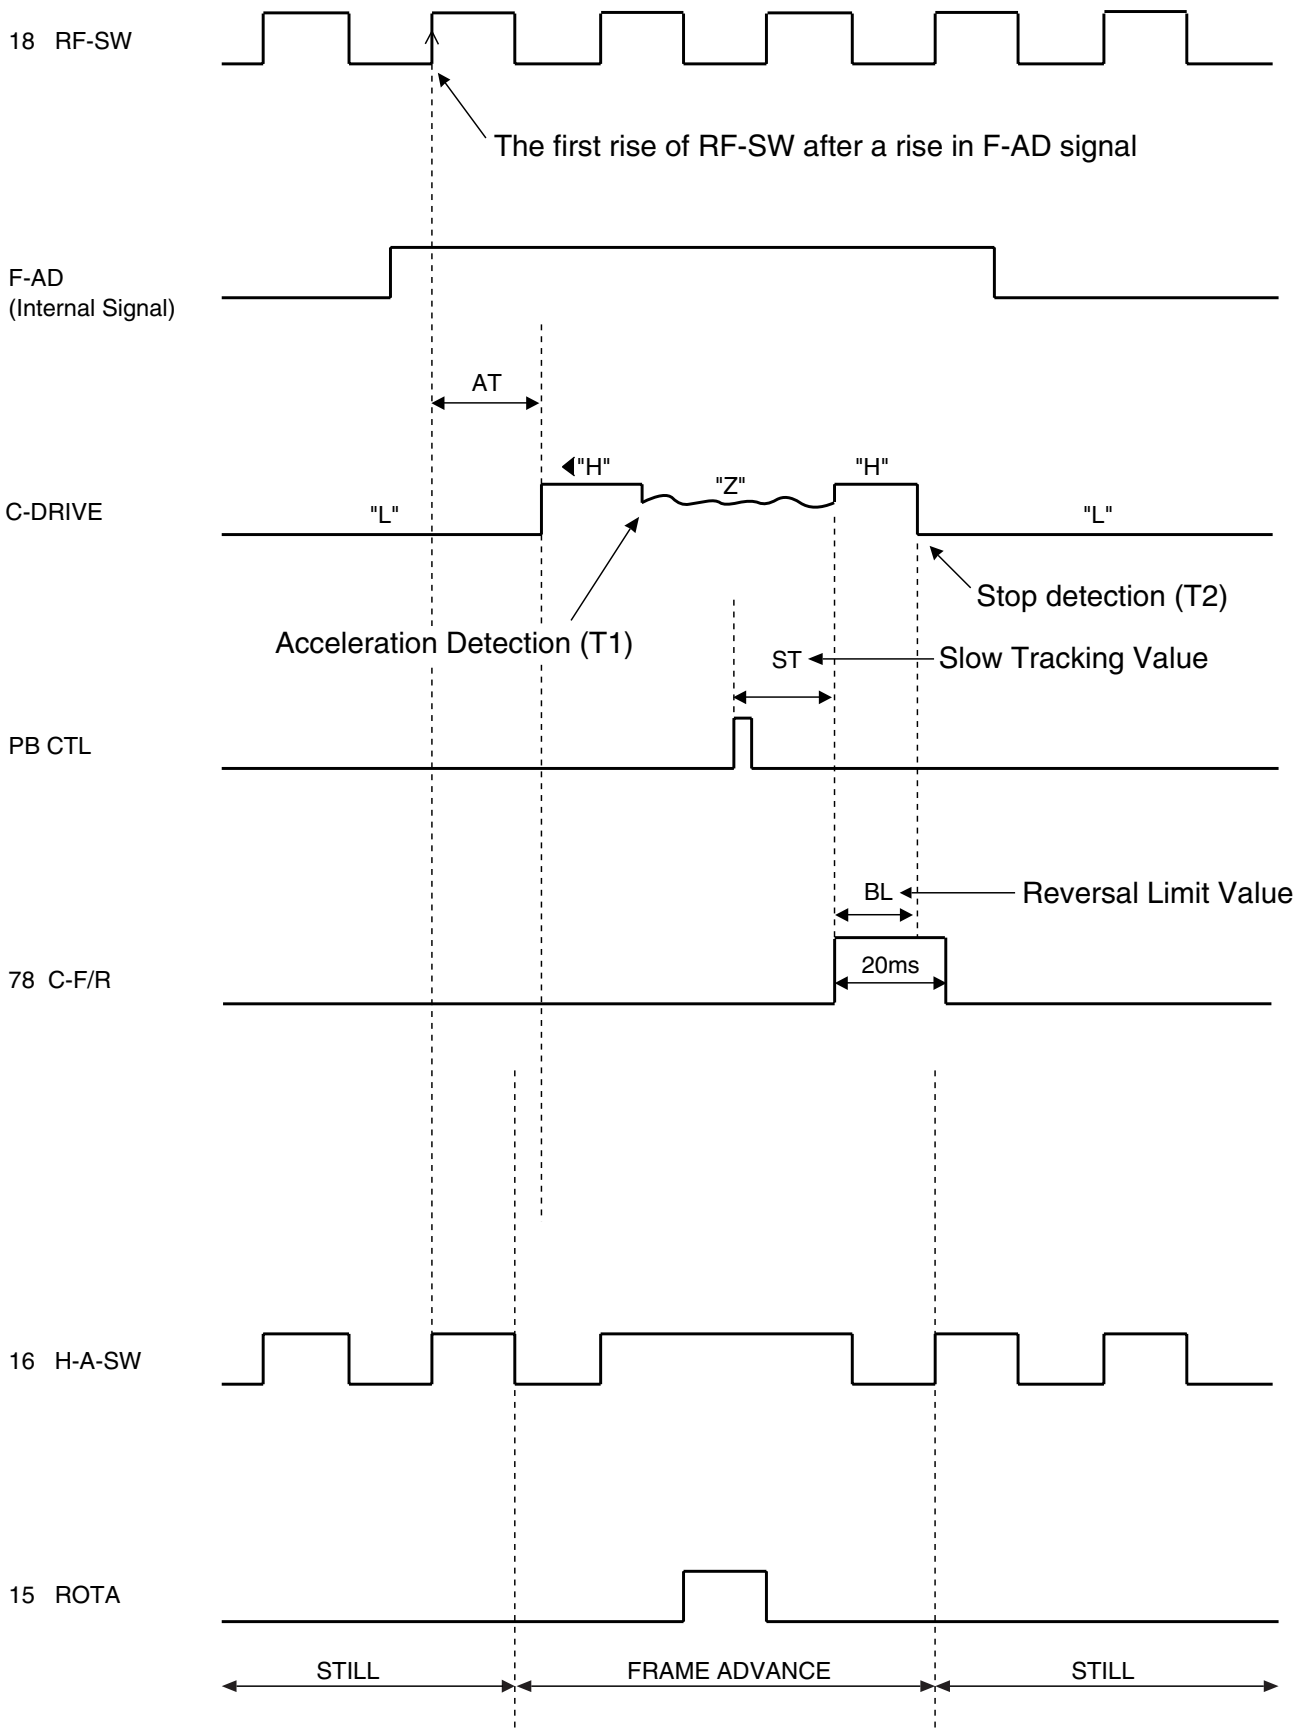 18 RF-SW
The first rise of RF-SW after a rise in F-AD signal
F-AD
(Internal Signal)
AT
"H"
"Z"
"H"
C-DRIVE
"L"
"L"
Stop detection (T2)
Acceleration Detection (T1)
ST
Slow Tracking Value
PB CTL
BL
Reversal Limit Value
78 C-F/R
20ms
16 H-A-SW
15 ROTA
STILL
FRAME ADVANCE
STILL